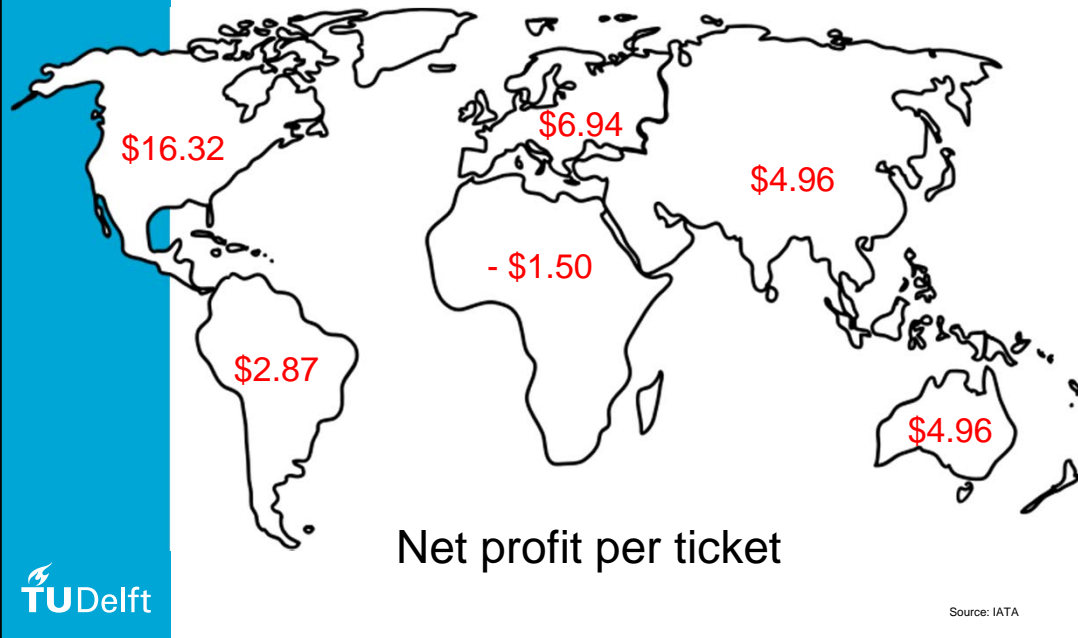 $16.32
$6.94
$4.96
- $1.50
$2.87
$4.96
Net profit per ticket
TUDelft
Source: IATA